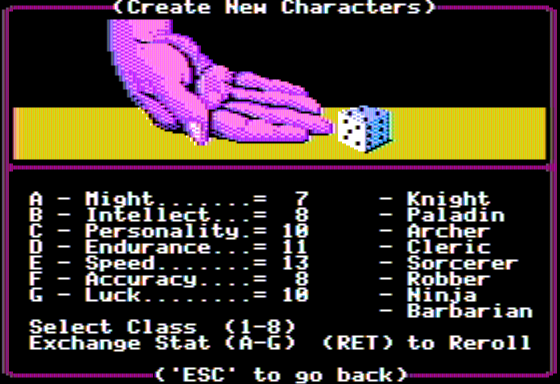 (Create New Characters)
A - Might........= 7 - Knight
B - Intellect...= 8 - Paladin
C - Personality.= 10 - Archer
D - Endurance...= 11 - Cleric
E - Speed........= 13 - Sorcerer
F - Accuracy....= 8 - Robber
G - Luck.........= 10 - Ninja
- Barbarian
Select Class (1-8)
Exchange Stat (A-G) (RET) to Reroll
('ESC' to go back)